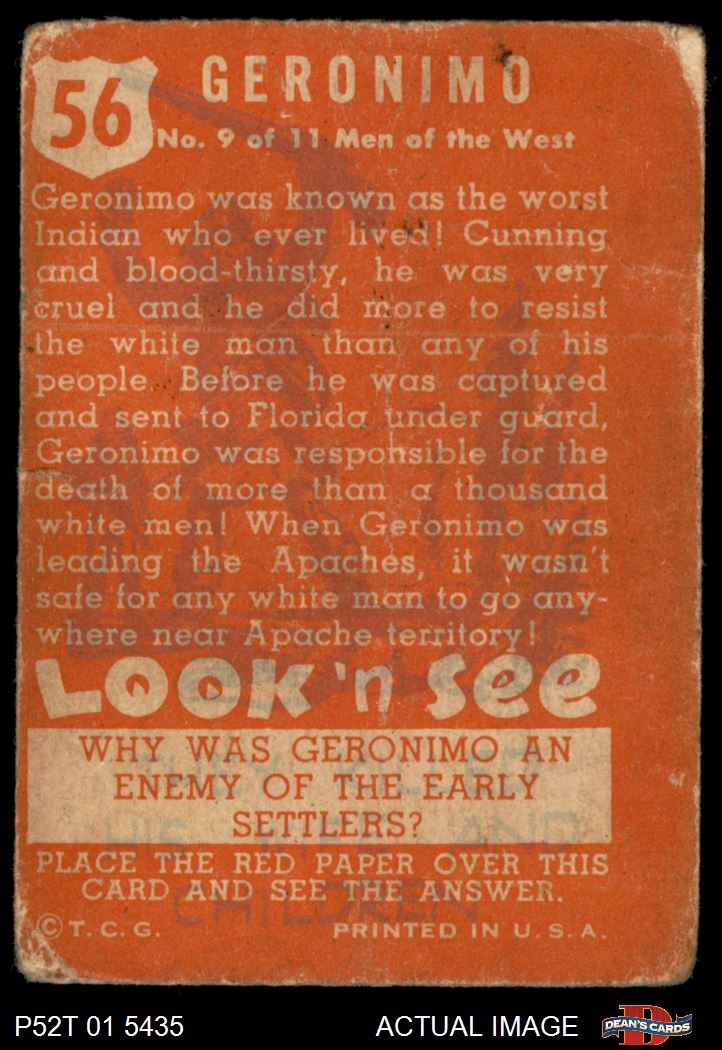 56
GERONIMO
No. 9 of 11 Men of the West
Geronimo was known as the worst
Indian who ever lived! Cunning
and blood-thirsty, he was very
cruel and he did more to resist
the white man than any of his
people. Before he was captured
and sent to Florida under guard,
Geronimo was responsible for the
death of more than a thousand
white men! When Geronimo was
leading the Apaches, it wasn't
safe for any white man to go any-
where near Apache territory!
LOOK 'n SEE
WHY WAS GERONIMO AN
ENEMY OF THE EARLY
SETTLERS?
THEY KILLED
HIS WIFE AND
CHILDREN
PLACE THE RED PAPER OVER THIS
CARD AND SEE THE ANSWER.
© T. C. G.
PRINTED IN U. S. A.
P52T 01 5435
ACTUAL IMAGE
D
DEAN'S CARDS